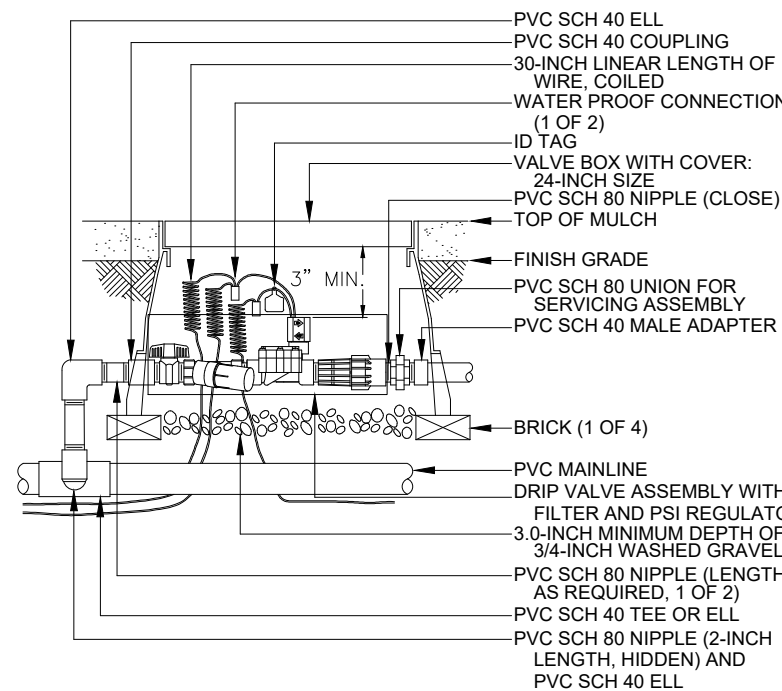 PVC SCH 40 ELL
PVC SCH 40 COUPLING
30-INCH LINEAR LENGTH OF
WIRE, COILED
WATER PROOF CONNECTION
(1 OF 2)
ID TAG
VALVE BOX WITH COVER:
24-INCH SIZE
PVC SCH 80 NIPPLE (CLOSE)
TOP OF MULCH
FINISH GRADE
3" MIN.
PVC SCH 80 UNION FOR
SERVICING ASSEMBLY
PVC SCH 40 MALE ADAPTER
BRICK (1 OF 4)
PVC MAINLINE
DRIP VALVE ASSEMBLY WITH
FILTER AND PSI REGULATO
3.0-INCH MINIMUM DEPTH OF
3/4-INCH WASHED GRAVEL
PVC SCH 80 NIPPLE (LENGTH
AS REQUIRED, 1 OF 2)
PVC SCH 40 TEE OR ELL
PVC SCH 80 NIPPLE (2-INCH
LENGTH, HIDDEN) AND
PVC SCH 40 ELL